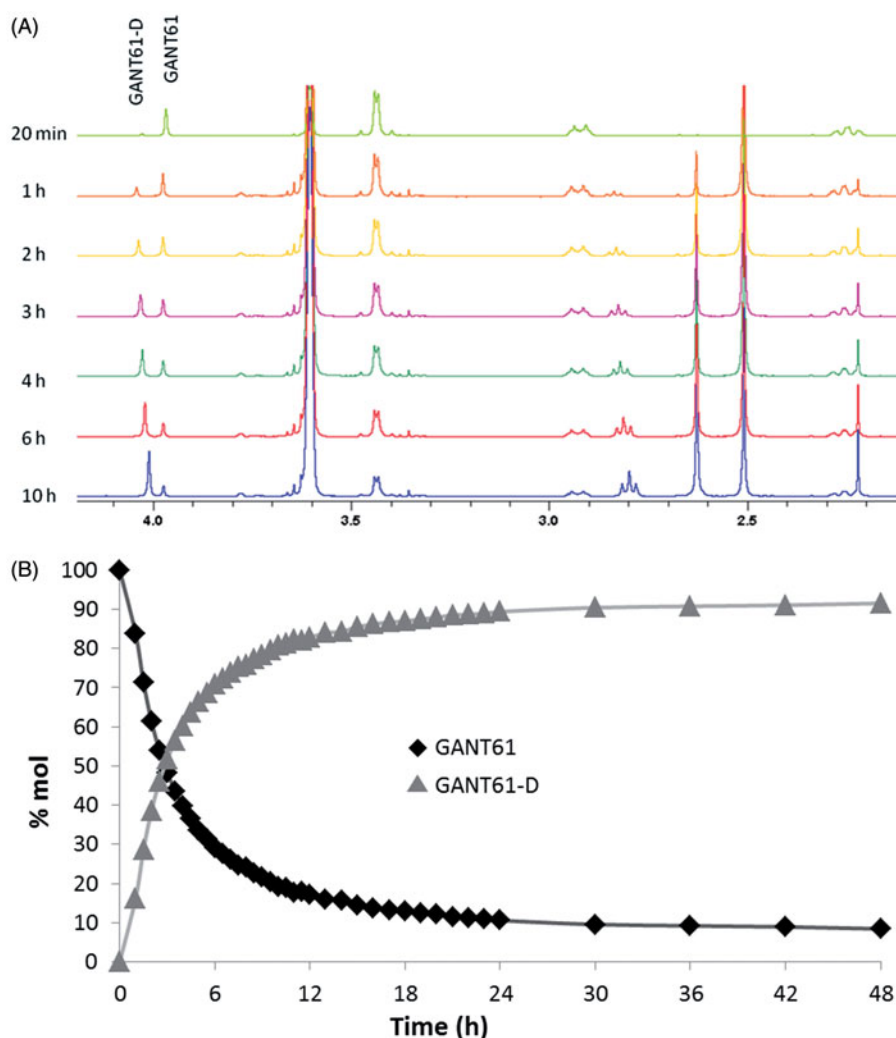 (A)
GANT61-D
GANT61
20 min
1 h
2 h
3 h
4 h
6 h
10 h
4.0 3.5 3.0 2.5
(B)
100
90
80
70
60
50
40
30
20
10
0
% mol
GANT61
GANT61-D
0 6 12 18 24 30 36 42 48
Time (h)